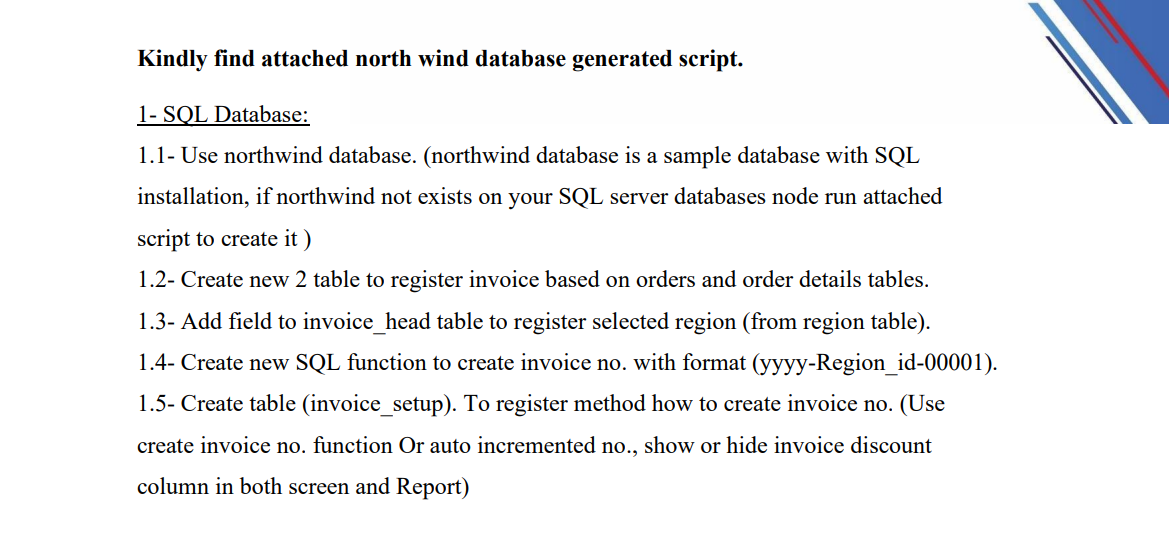 Kindly find attached north wind database generated script.
1- SQL Database:
1.1- Use northwind database. (northwind database is a sample database with SQL
installation, if northwind not exists on your SQL server databases node run attached
script to create it )
1.2- Create new 2 table to register invoice based on orders and order details tables.
1.3- Add field to invoice_head table to register selected region (from region table).
1.4- Create new SQL function to create invoice no. with format (yyyy-Region_id-00001).
1.5- Create table (invoice_setup). To register method how to create invoice no. (Use
create invoice no. function Or auto incremented no., show or hide invoice discount
column in both screen and Report)